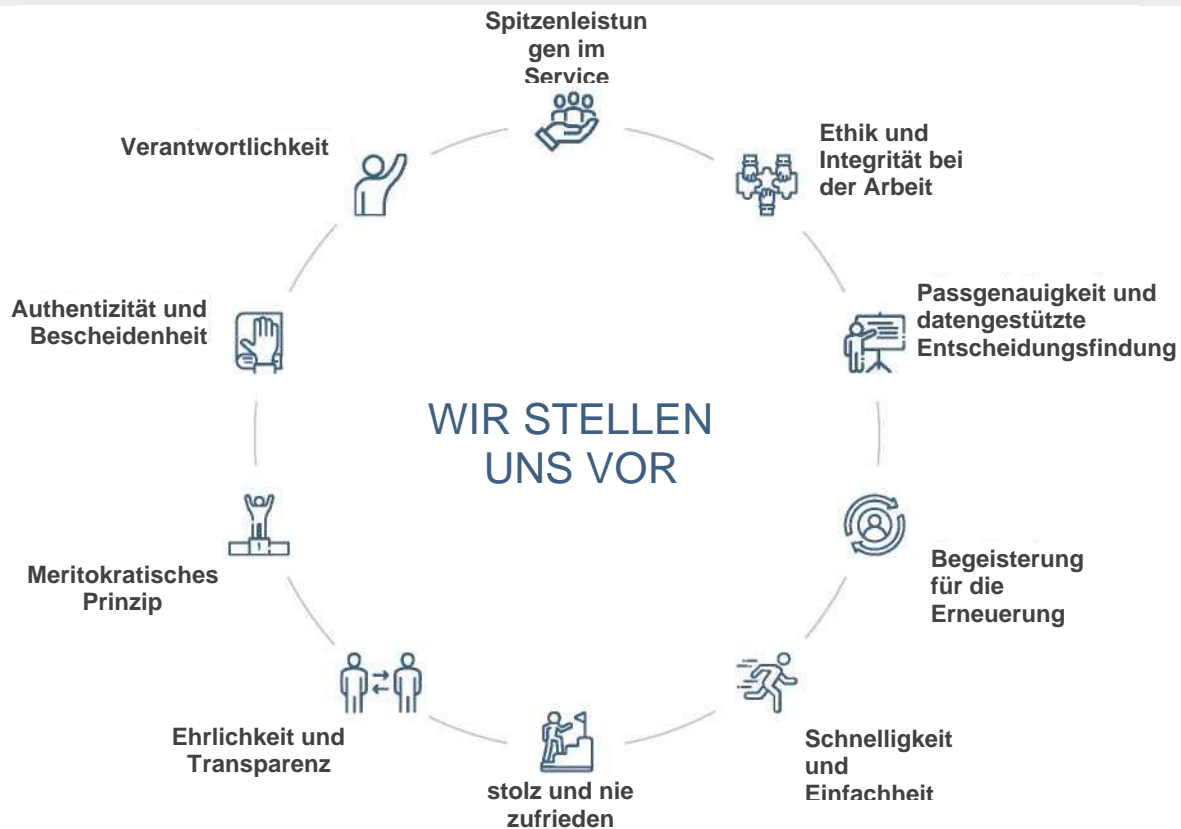 Spitzenleistun
gen im
Service
Ethik und
Integrität bei
der Arbeit
Passgenauigkeit und
datengestützte
Entscheidungsfindung
Begeisterung
für die
Erneuerung
Schnelligkeit
und
Einfachheit
stolz und nie
zufrieden
Ehrlichkeit und
Transparenz
Meritokratisches
Prinzip
Authentizität und
Bescheidenheit
Verantwortlichkeit
WIR STELLEN
UNS VOR